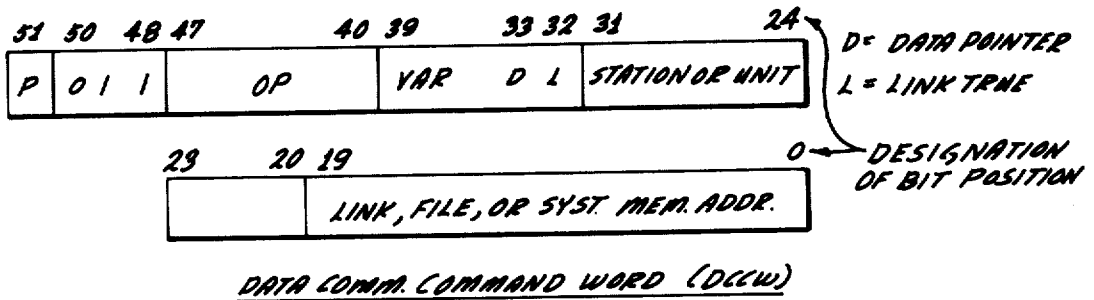 51 50 48 47 40 39 33 32 31 24
P 0 1 1 OP VAR D L STATION OR UNIT
D = DATA POINTER
L = LINK TRUE
23 20 19 0
LINK, FILE, OR SYST. MEM. ADDR.
DESIGNATION
OF BIT POSITION
DATA COMM. COMMAND WORD (DCCW)